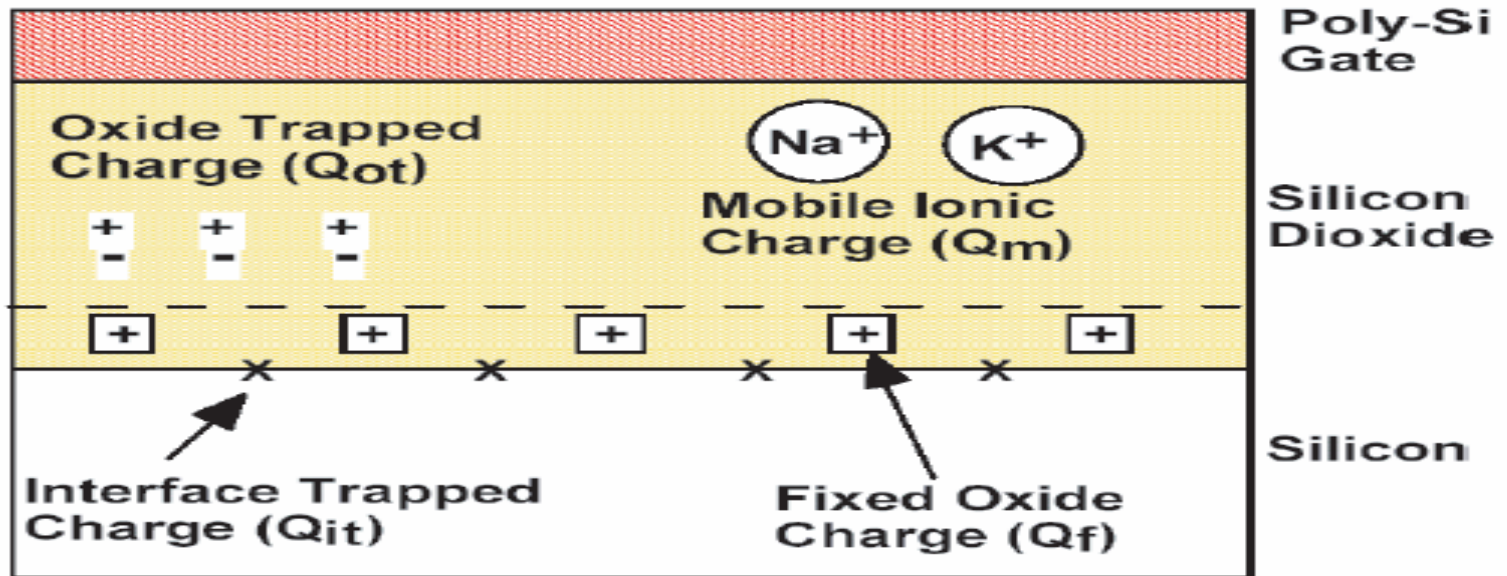 Poly-Si
Gate
Oxide Trapped
Charge (Qot)
Na+
K+
Mobile Ionic
Charge (Qm)
Silicon
Dioxide
+ + +
- - -
+ + + + +
x x x x
Silicon
Interface Trapped
Charge (Qit)
Fixed Oxide
Charge (Qf)